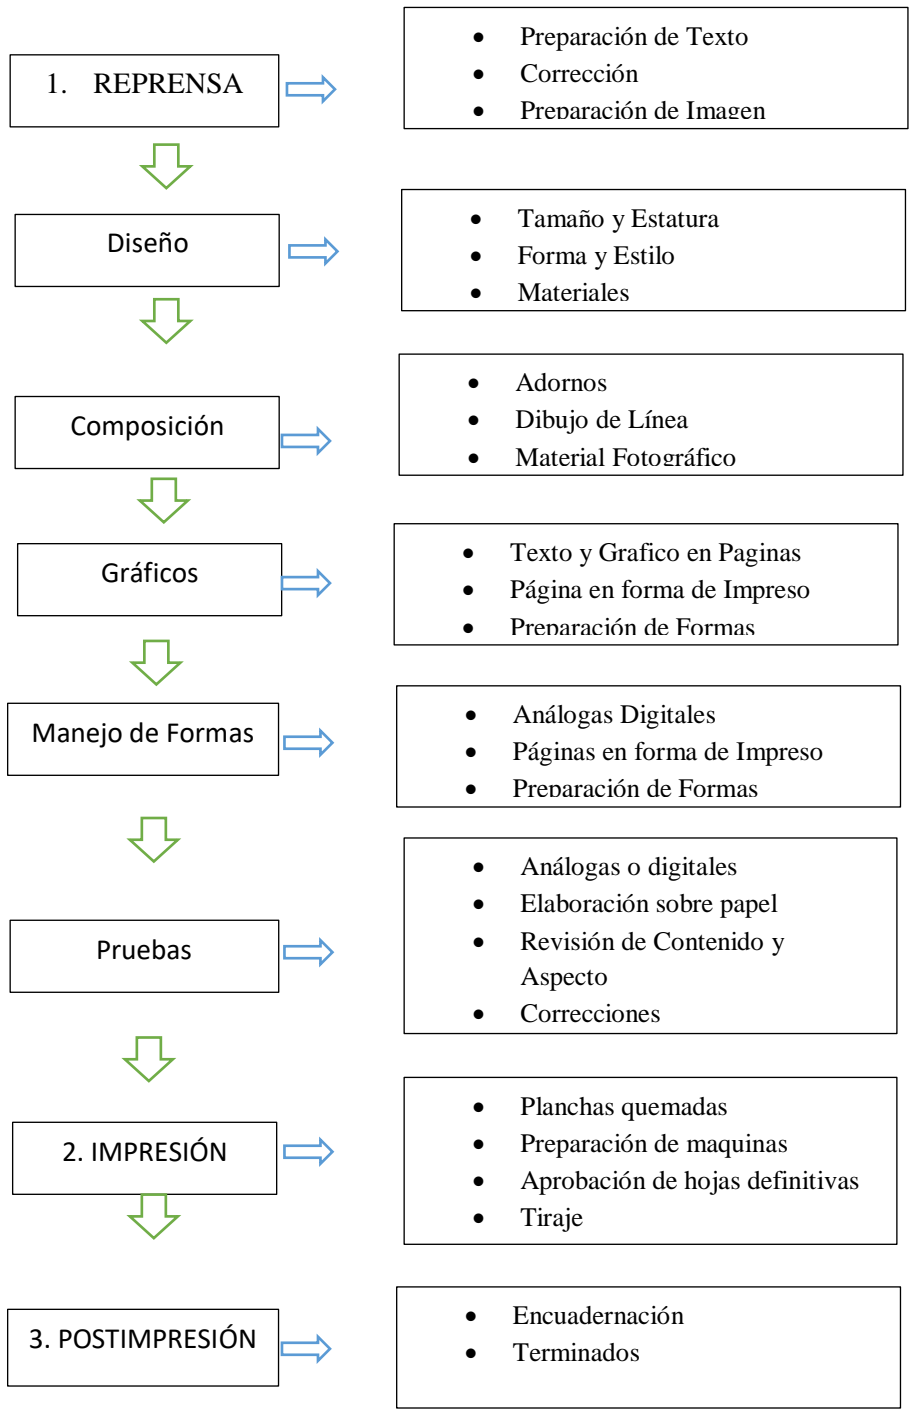 1. REPRENSA
• Preparación de Texto
• Corrección
• Preparación de Imagen
Diseño
• Tamaño y Estatura
• Forma y Estilo
• Materiales
Composición
• Adornos
• Dibujo de Línea
• Material Fotográfico
Gráficos
• Texto y Grafico en Paginas
• Página en forma de Impreso
• Preparación de Formas
Manejo de Formas
• Análogas Digitales
• Páginas en forma de Impreso
• Preparación de Formas
Pruebas
• Análogas o digitales
• Elaboración sobre papel
• Revisión de Contenido y
Aspecto
• Correcciones
2. IMPRESIÓN
• Planchas quemadas
• Preparación de maquinas
• Aprobación de hojas definitivas
• Tiraje
3. POSTIMPRESIÓN
• Encuadernación
• Terminados